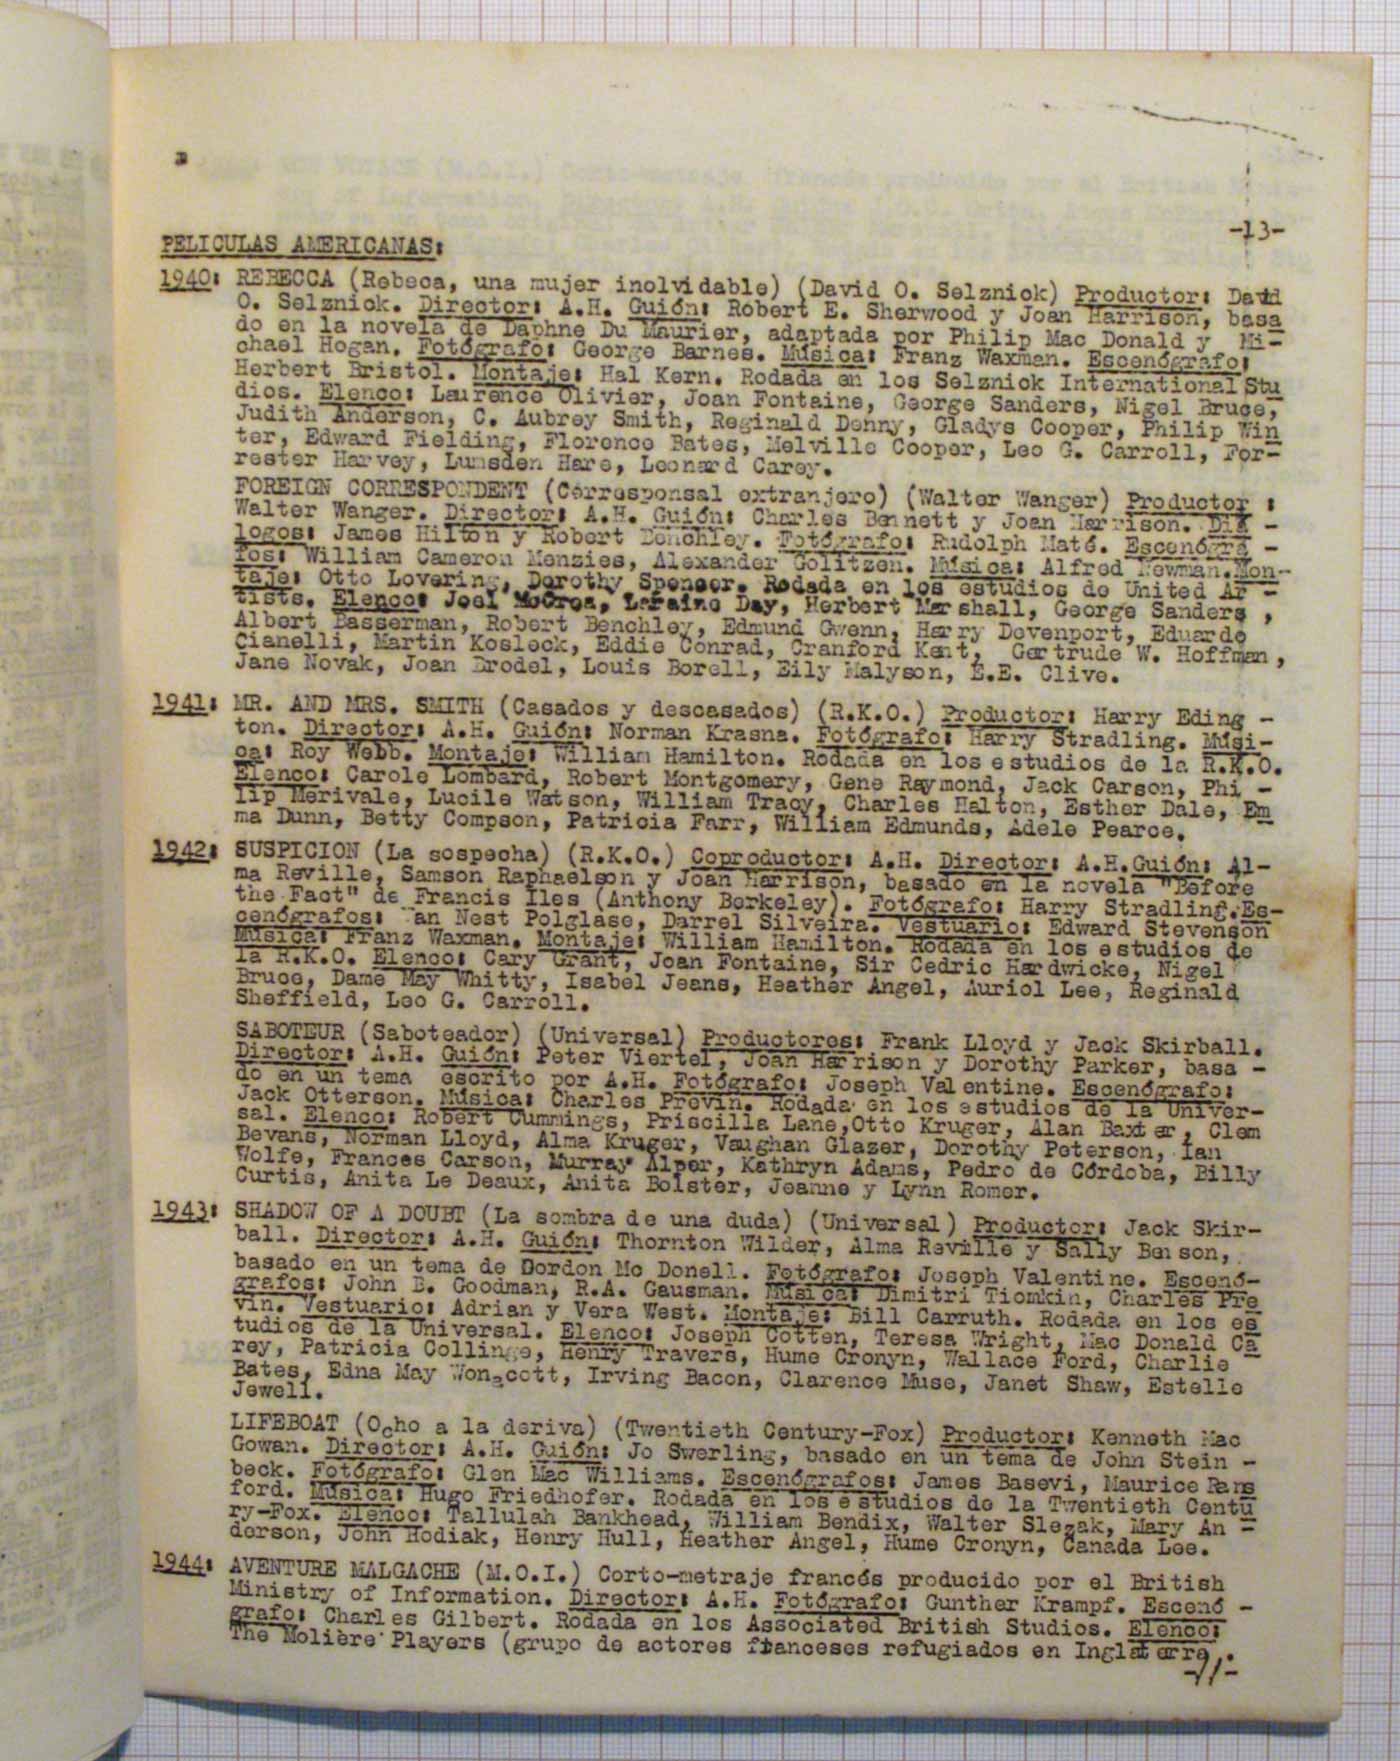 -13-
PELICULAS AMERICANAS:
1940: REBECCA (Rebeca, una mujer inolvidable) (David O. Selznick) Productor: David
O. Selznick. Director: A.H. Guión: Robert E. Sherwood y Joan Harrison, basa
do en la novela de Daphne Du Maurier, adaptada por Philip Mac Donald y Mi-
chael Hogan. Fotógrafo: George Barnes. Música: Franz Waxman. Escenógrafo:
Herbert Bristol. Montaje: Hal Kern. Rodada en los Selznick International Stu
dios. Elenco: Laurence Olivier, Joan Fontaine, George Sanders, Nigel Bruce,
Judith Anderson, C. Aubrey Smith, Reginald Denny, Gladys Cooper, Philip Win
ter, Edward Fielding, Florence Bates, Melville Cooper, Leo G. Carroll, For-
rester Harvey, Lumsden Hare, Leonard Carey.
FOREIGN CORRESPONDENT (Corresponsal extranjero) (Walter Wanger) Productor :
Walter Wanger. Director: A.H. Guión: Charles Bennett y Joan Harrison. Diá -
logos: James Hilton y Robert Benchley. Fotógrafo: Rudolph Maté. Escenógra -
fos: William Cameron Menzies, Alexander Golitzen. Música: Alfred Newman. Mon-
taje: Otto Lovering, Dorothy Spencer. Rodada en los estudios de United Ar -
tists. Elenco: Joel McCrea, Laraine Day, Herbert Marshall, George Sanders ,
Albert Basserman, Robert Benchley, Edmund Gwenn, Harry Devenport, Eduardo
Cianelli, Martin Kosleck, Eddie Conrad, Cranford Kent, Gertrude W. Hoffman ,
Jane Novak, Joan Brodel, Louis Borell, Eily Malyson, E.E. Clive.
1941: MR. AND MRS. SMITH (Casados y descasados) (R.K.O.) Productor: Harry Eding -
ton. Director: A.H. Guión: Norman Krasna. Fotógrafo: Harry Stradling. Músi-
ca: Roy Webb. Montaje: William Hamilton. Rodada en los estudios de la R.K.O.
Elenco: Carole Lombard, Robert Montgomery, Gene Raymond, Jack Carson, Phi -
lip Merivale, Lucile Watson, William Tracy, Charles Halton, Esther Dale, Em
ma Dunn, Betty Compson, Patricia Farr, William Edmunds, Adele Pearce.
1942: SUSPICION (La sospecha) (R.K.O.) Coproductor: A.H. Director: A.H.Guión: Al-
ma Reville, Samson Raphaelson y Joan Harrison, basado en la novela "Before
the Fact" de Francis Iles (Anthony Berkeley). Fotógrafo: Harry Stradling. Es-
cenógrafos: Van Nest Polglase, Darrel Silveira. Vestuario: Edward Stevenson
Música: Franz Waxman. Montaje: William Hamilton. Rodada en los estudios de
la R.K.O. Elenco: Cary Grant, Joan Fontaine, Sir Cedric Hardwicke, Nigel
Bruce, Dame May Whitty, Isabel Jeans, Heather Angel, Auriol Lee, Reginald
Sheffield, Leo G. Carroll.
SABOTEUR (Saboteador) (Universal) Productores: Frank Lloyd y Jack Skirball.
Director: A.H. Guión: Peter Viertel, Joan Harrison y Dorothy Parker, basa -
do en un tema escrito por A.H. Fotógrafo: Joseph Valentine. Escenógrafo:
Jack Otterson. Música: Charles Previn. Rodada en los estudios de la Univer-
sal. Elenco: Robert Cummings, Priscilla Lane,Otto Kruger, Alan Baxter, Clem
Bevans, Norman Lloyd, Alma Kruger, Vaughan Glazer, Dorothy Peterson, Ian
Wolfe, Frances Carson, Murray Alper, Kathryn Adams, Pedro de Córdoba, Billy
Curtis, Anita Le Deaux, Anita Bolster, Jeanne y Lynn Romer.
1943: SHADOW OF A DOUBT (La sombra de una duda) (Universal) Productor: Jack Skir-
ball. Director: A.H. Guión: Thornton Wilder, Alma Reville y Sally Benson,
basado en un tema de Gordon Mc Donell. Fotógrafo: Joseph Valentine. Escenó-
grafos: John B. Goodman, R.A. Gausman. Música: Dimitri Tiomkin, Charles Pre
vin. Vestuario: Adrian y Vera West. Montaje: Bill Carruth. Rodada en los es
tudios de la Universal. Elenco: Joseph Cotten, Teresa Wright, Mac Donald Ca
rey, Patricia Collinge, Henry Travers, Hume Cronyn, Wallace Ford, Charlie
Bates, Edna May Wonacott, Irving Bacon, Clarence Muse, Janet Shaw, Estelle
Jewell.
LIFEBOAT (Ocho a la deriva) (Twentieth Century-Fox) Productor: Kenneth Mac
Gowan. Director: A.H. Guión: Jo Swerling, basado en un tema de John Stein -
beck. Fotógrafo: Glen Mac Williams. Escenógrafos: James Basevi, Maurice Rans
ford. Música: Hugo Friedhofer. Rodada en los estudios de la Twentieth Centu
ry-Fox. Elenco: Tallulah Bankhead, William Bendix, Walter Slezak, Mary An -
derson, John Hodiak, Henry Hull, Heather Angel, Hume Cronyn, Canada Lee.
1944: AVENTURE MALGACHE (M.O.I.) Corto-metraje francés producido por el British
Ministry of Information. Director: A.H. Fotógrafo: Gunther Krampf. Escenó -
grafo: Charles Gilbert. Rodada en los Associated British Studios. Elenco:
The Molière Players (grupo de actores franceses refugiados en Inglaterra .
-//-